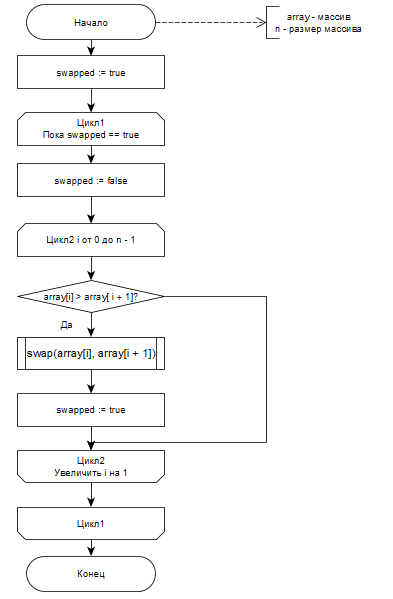 Начало
array - массив
n - размер массива
swapped := true
Цикл1
Пока swapped == true
swapped := false
Цикл2 i от 0 до n - 1
array[i] > array[ i + 1]?
Да
swap(array[i], array[i + 1])
swapped := true
Цикл2
Увеличить i на 1
Цикл1
Конец